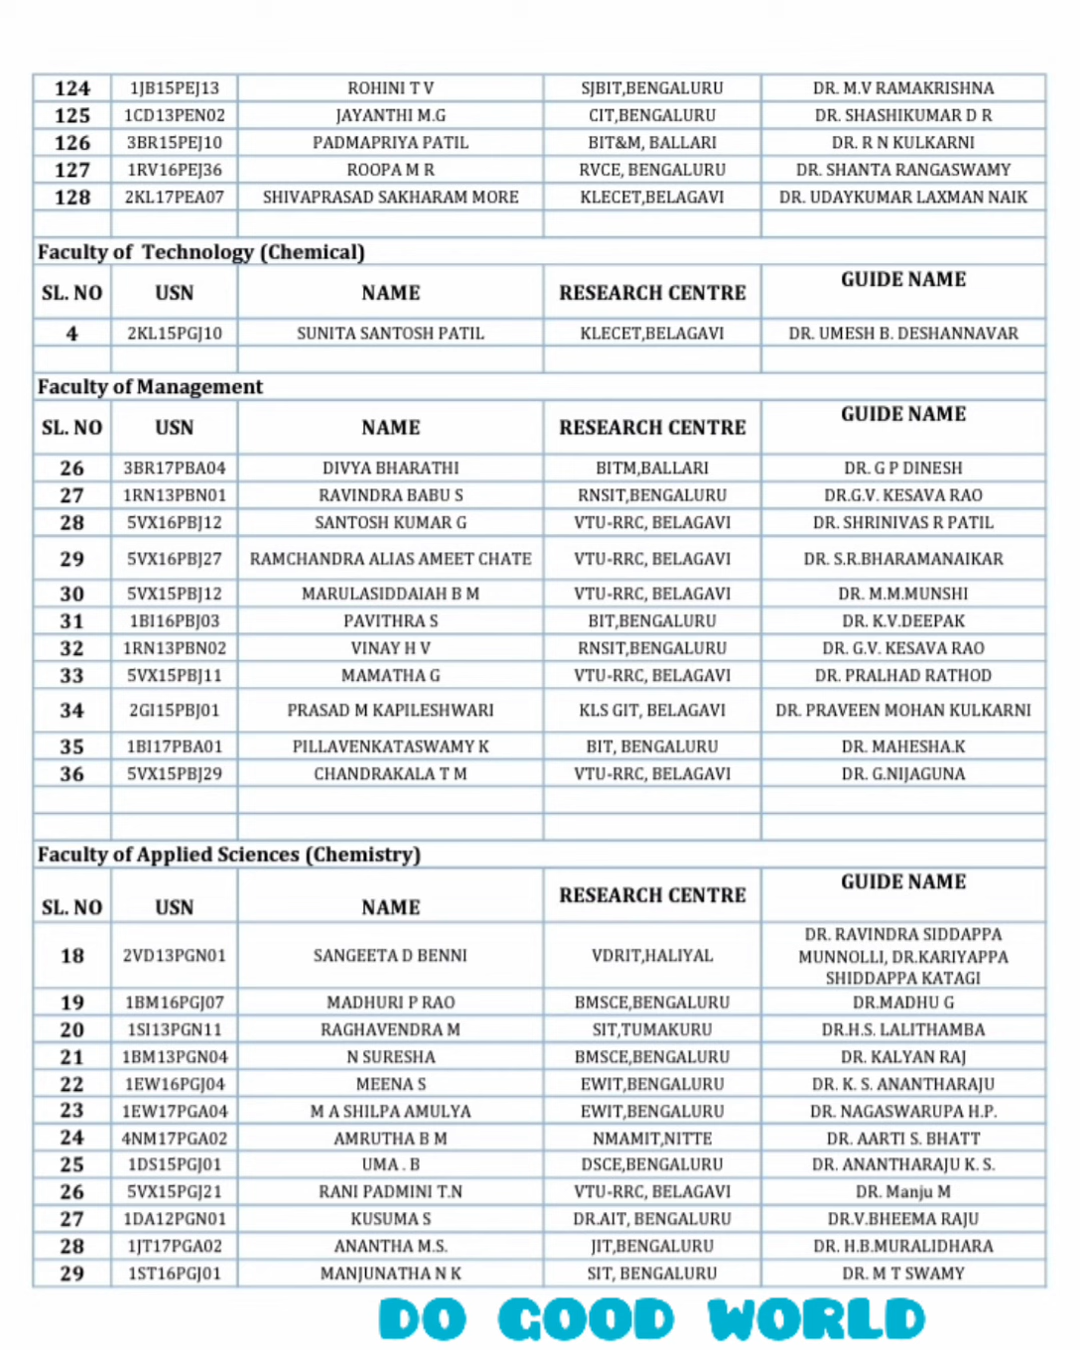 124 1JB15PEJ13 ROHINI T V SJBIT,BENGALURU DR. M.V RAMAKRISHNA
125 1CD13PEN02 JAYANTHI M.G CIT,BENGALURU DR. SHASHIKUMAR D R
126 3BR15PEJ10 PADMAPRIYA PATIL BIT&M, BALLARI DR. R N KULKARNI
127 1RV16PEJ36 ROOPA M R RVCE, BENGALURU DR. SHANTA RANGASWAMY
128 2KL17PEA07 SHIVAPRASAD SAKHARAM MORE KLECET,BELAGAVI DR. UDAYKUMAR LAXMAN NAIK
Faculty of Technology (Chemical)
SL. NO USN NAME RESEARCH CENTRE GUIDE NAME
4 2KL15PGJ10 SUNITA SANTOSH PATIL KLECET,BELAGAVI DR. UMESH B. DESHANNAVAR
Faculty of Management
SL. NO USN NAME RESEARCH CENTRE GUIDE NAME
26 3BR17PBA04 DIVYA BHARATHI BITM,BALLARI DR. G P DINESH
27 1RN13PBN01 RAVINDRA BABU S RNSIT,BENGALURU DR.G.V. KESAVA RAO
28 5VX16PBJ12 SANTOSH KUMAR G VTU-RRC, BELAGAVI DR. SHRINIVAS R PATIL
29 5VX16PBJ27 RAMCHANDRA ALIAS AMEET CHATE VTU-RRC, BELAGAVI DR. S.R.BHARAMANAIKAR
30 5VX15PBJ12 MARULASIDDAIAH B M VTU-RRC, BELAGAVI DR. M.M.MUNSHI
31 1BI16PBJ03 PAVITHRA S BIT,BENGALURU DR. K.V.DEEPAK
32 1RN13PBN02 VINAY H V RNSIT,BENGALURU DR. G.V. KESAVA RAO
33 5VX15PBJ11 MAMATHA G VTU-RRC, BELAGAVI DR. PRALHAD RATHOD
34 2GI15PBJ01 PRASAD M KAPILESHWARI KLS GIT, BELAGAVI DR. PRAVEEN MOHAN KULKARNI
35 1BI17PBA01 PILLAVENKATASWAMY K BIT, BENGALURU DR. MAHESHA.K
36 5VX15PBJ29 CHANDRAKALA T M VTU-RRC, BELAGAVI DR. G.NIJAGUNA
Faculty of Applied Sciences (Chemistry)
SL. NO USN NAME RESEARCH CENTRE GUIDE NAME
18 2VD13PGN01 SANGEETA D BENNI VDRIT,HALIYAL DR. RAVINDRA SIDDAPPA
MUNNOLLI, DR.KARIYAPPA
SHIDDAPPA KATAGI
19 1BM16PGJ07 MADHURI P RAO BMSCE,BENGALURU DR.MADHU G
20 1SI13PGN11 RAGHAVENDRA M SIT,TUMAKURU DR.H.S. LALITHAMBA
21 1BM13PGN04 N SURESHA BMSCE,BENGALURU DR. KALYAN RAJ
22 1EW16PGJ04 MEENA S EWIT,BENGALURU DR. K. S. ANANTHARAJU
23 1EW17PGA04 M A SHILPA AMULYA EWIT,BENGALURU DR. NAGASWARUPA H.P.
24 4NM17PGA02 AMRUTHA B M NMAMIT,NITTE DR. AARTI S. BHATT
25 1DS15PGJ01 UMA . B DSCE,BENGALURU DR. ANANTHARAJU K. S.
26 5VX15PGJ21 RANI PADMINI T.N VTU-RRC, BELAGAVI DR. Manju M
27 1DA12PGN01 KUSUMA S DR.AIT, BENGALURU DR.V.BHEEMA RAJU
28 1JT17PGA02 ANANTHA M.S. JIT,BENGALURU DR. H.B.MURALIDHARA
29 1ST16PGJ01 MANJUNATHA N K SIT, BENGALURU DR. M T SWAMY
DO GOOD WORLD